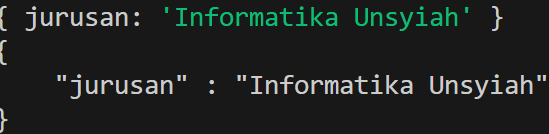 { jurusan: 'Informatika Unsyiah' }
{
    "jurusan" : "Informatika Unsyiah"
}